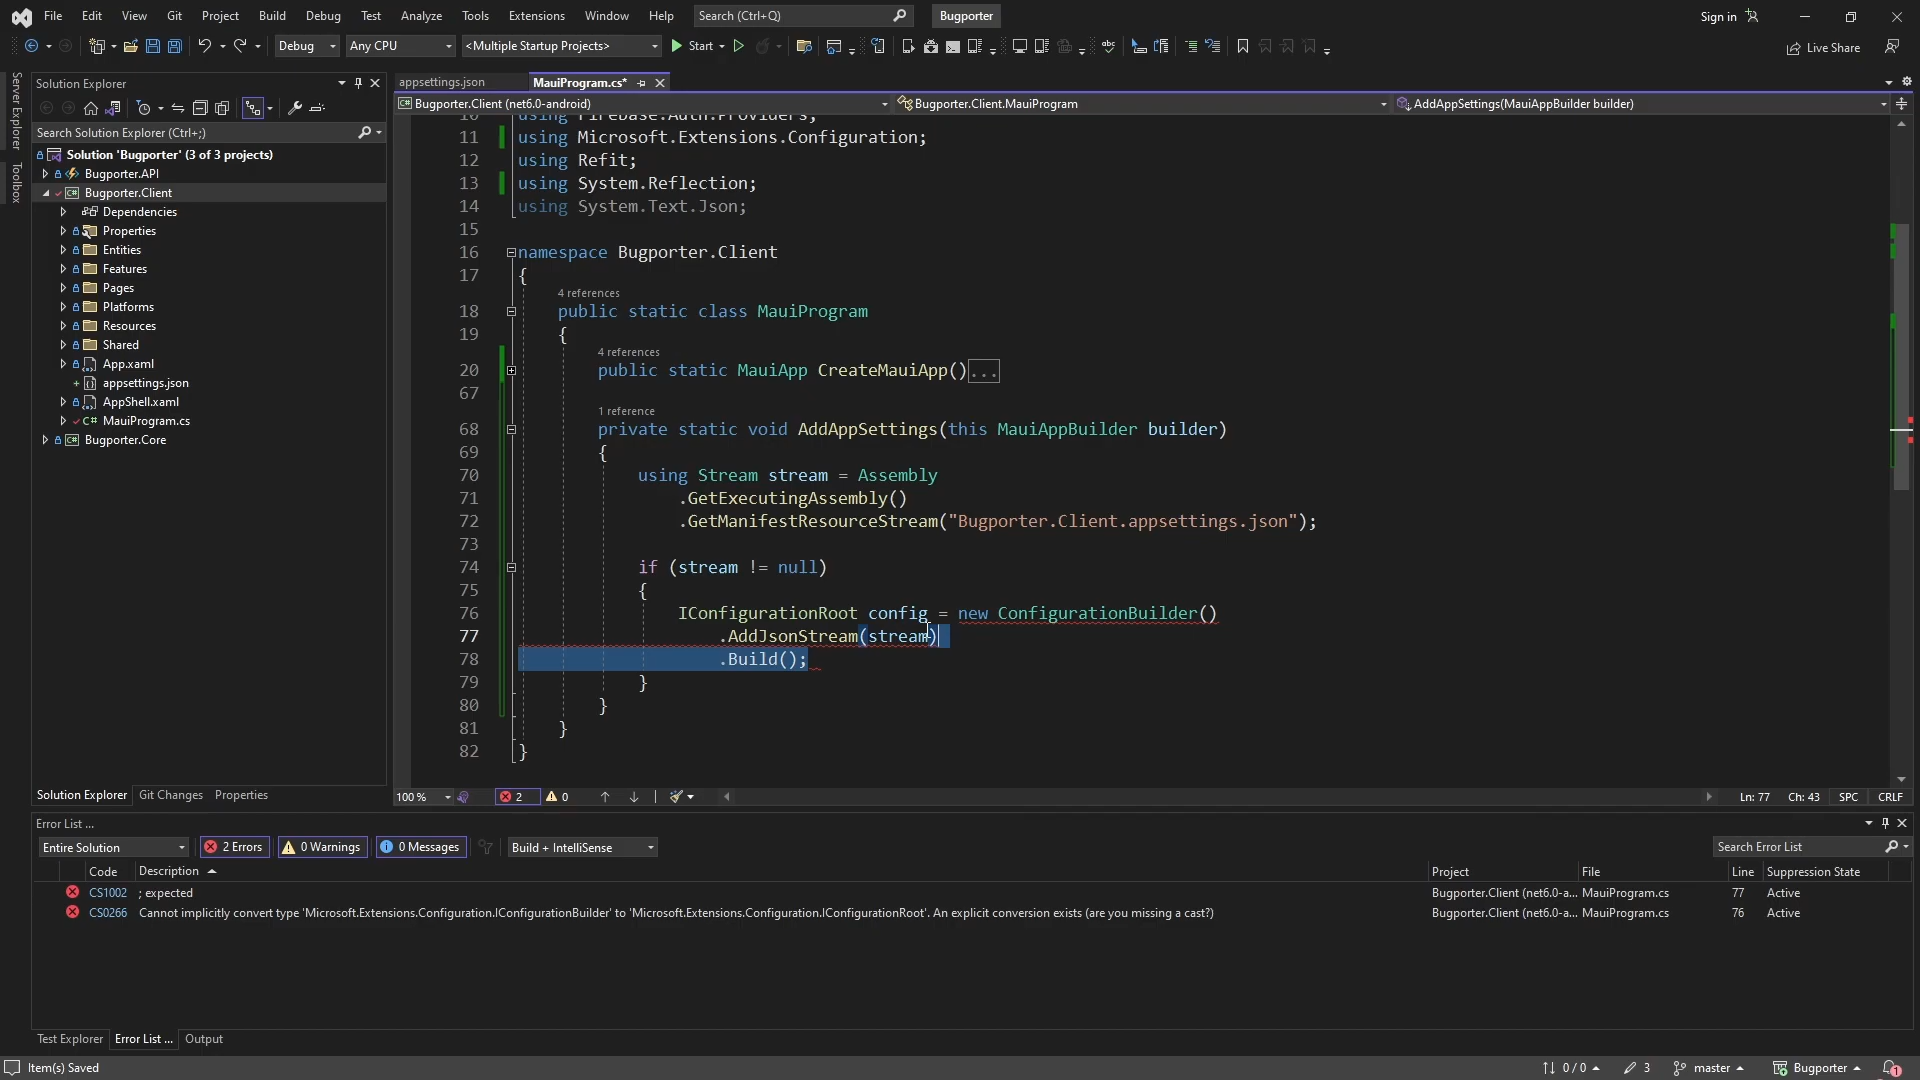 File Edit View Git Project Build Debug Test Analyze Tools Extensions Window Help Search (Ctrl+Q) Bugporter Sign in
Debug Any CPU <Multiple Startup Projects> Start Live Share
Server Explorer
Toolbox
Solution Explorer
Search Solution Explorer (Ctrl+;)
Solution 'Bugporter' (3 of 3 projects)
Bugporter.API
Bugporter.Client
Dependencies
Properties
Entities
Features
Pages
Platforms
Resources
Shared
App.xaml
appsettings.json
AppShell.xaml
MauiProgram.cs
Bugporter.Core
Solution Explorer Git Changes Properties
appsettings.json MauiProgram.cs*
Bugporter.Client (net6.0-android) Bugporter.Client.MauiProgram AddAppSettings(MauiAppBuilder builder)
10 using Firebase.Auth.Providers;
11 using Microsoft.Extensions.Configuration;
12 using Refit;
13 using System.Reflection;
14 using System.Text.Json;
15
16 namespace Bugporter.Client
17 {
4 references
18 public static class MauiProgram
19 {
4 references
20 public static MauiApp CreateMauiApp()...
67
1 reference
68 private static void AddAppSettings(this MauiAppBuilder builder)
69 {
70 using Stream stream = Assembly
71 .GetExecutingAssembly()
72 .GetManifestResourceStream("Bugporter.Client.appsettings.json");
73
74 if (stream != null)
75 {
76 IConfigurationRoot config = new ConfigurationBuilder()
77 .AddJsonStream(stream)
78 .Build();
79 }
80 }
81 }
82 }
100 % 2 0 Ln: 77 Ch: 43 SPC CRLF
Error List ...
Entire Solution 2 Errors 0 Warnings 0 Messages Build + IntelliSense Search Error List
Code Description Project File Line Suppression State
CS1002 ; expected Bugporter.Client (net6.0-a... MauiProgram.cs 77 Active
CS0266 Cannot implicitly convert type 'Microsoft.Extensions.Configuration.IConfigurationBuilder' to 'Microsoft.Extensions.Configuration.IConfigurationRoot'. An explicit conversion exists (are you missing a cast?) Bugporter.Client (net6.0-a... MauiProgram.cs 76 Active
Test Explorer Error List ... Output
Item(s) Saved 0 / 0 3 master Bugporter 1